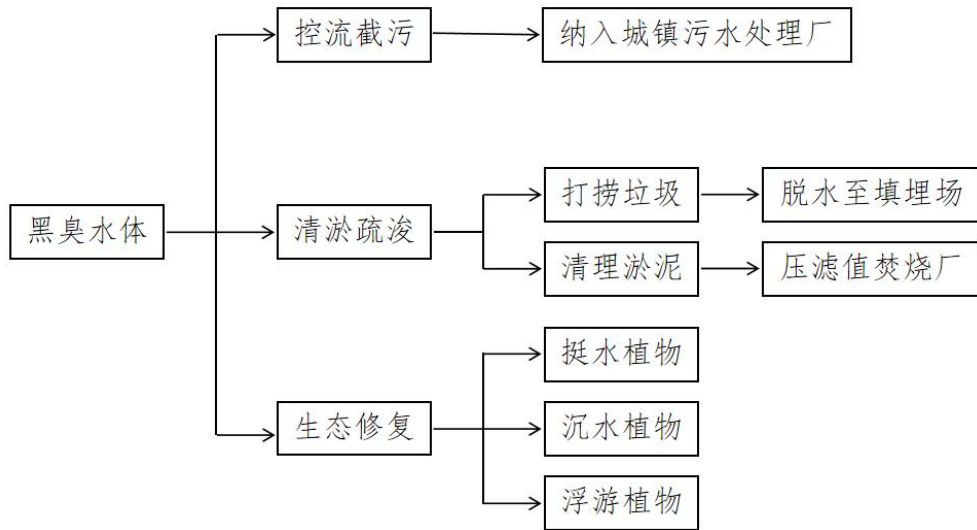 控流截污
纳入城镇污水处理厂
黑臭水体
清淤疏浚
打捞垃圾
脱水至填埋场
清理淤泥
压滤值焚烧厂
生态修复
挺水植物
沉水植物
浮游植物